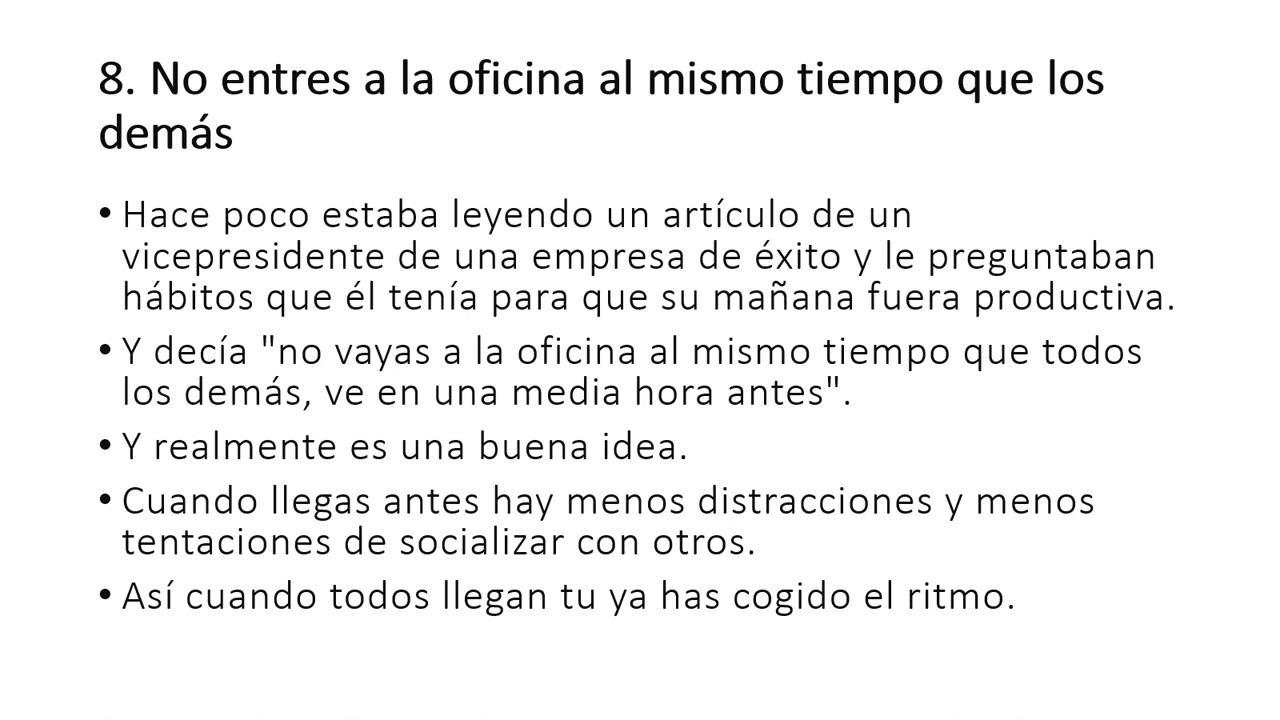 8. No entres a la oficina al mismo tiempo que los
demás
• Hace poco estaba leyendo un artículo de un
vicepresidente de una empresa de éxito y le preguntaban
hábitos que él tenía para que su mañana fuera productiva.
• Y decía "no vayas a la oficina al mismo tiempo que todos
los demás, ve en una media hora antes".
• Y realmente es una buena idea.
• Cuando llegas antes hay menos distracciones y menos
tentaciones de socializar con otros.
• Así cuando todos llegan tu ya has cogido el ritmo.